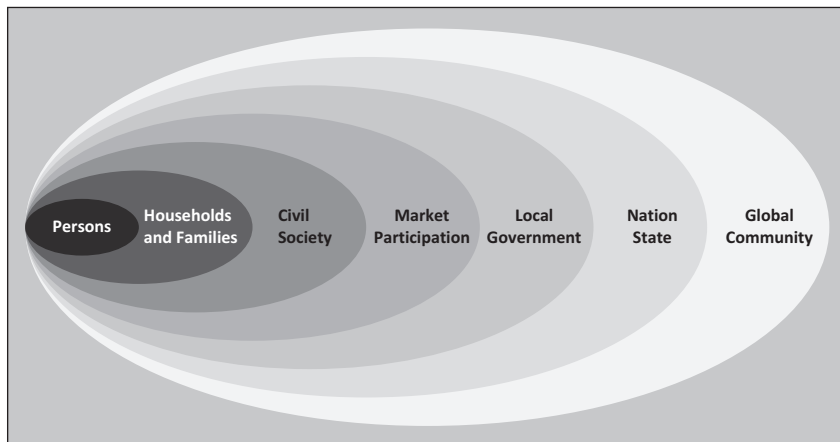 Persons
Households
and Families
Civil
Society
Market
Participation
Local
Government
Nation
State
Global
Community